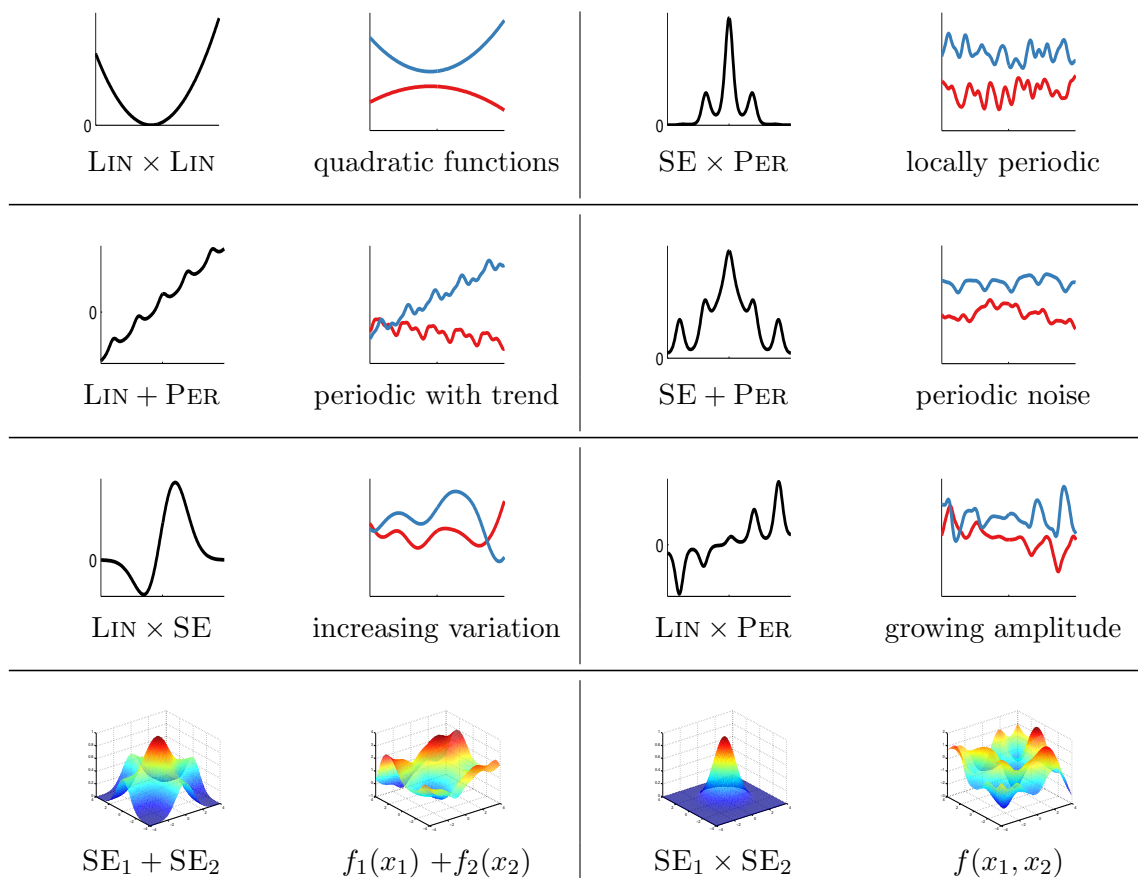 0
0
LIN × LIN quadratic functions SE × PER locally periodic
0
0
LIN + PER periodic with trend SE + PER periodic noise
0
0
LIN × SE increasing variation LIN × PER growing amplitude
SE₁ + SE₂ f₁(x₁) +f₂(x₂) SE₁ × SE₂ f(x₁, x₂)